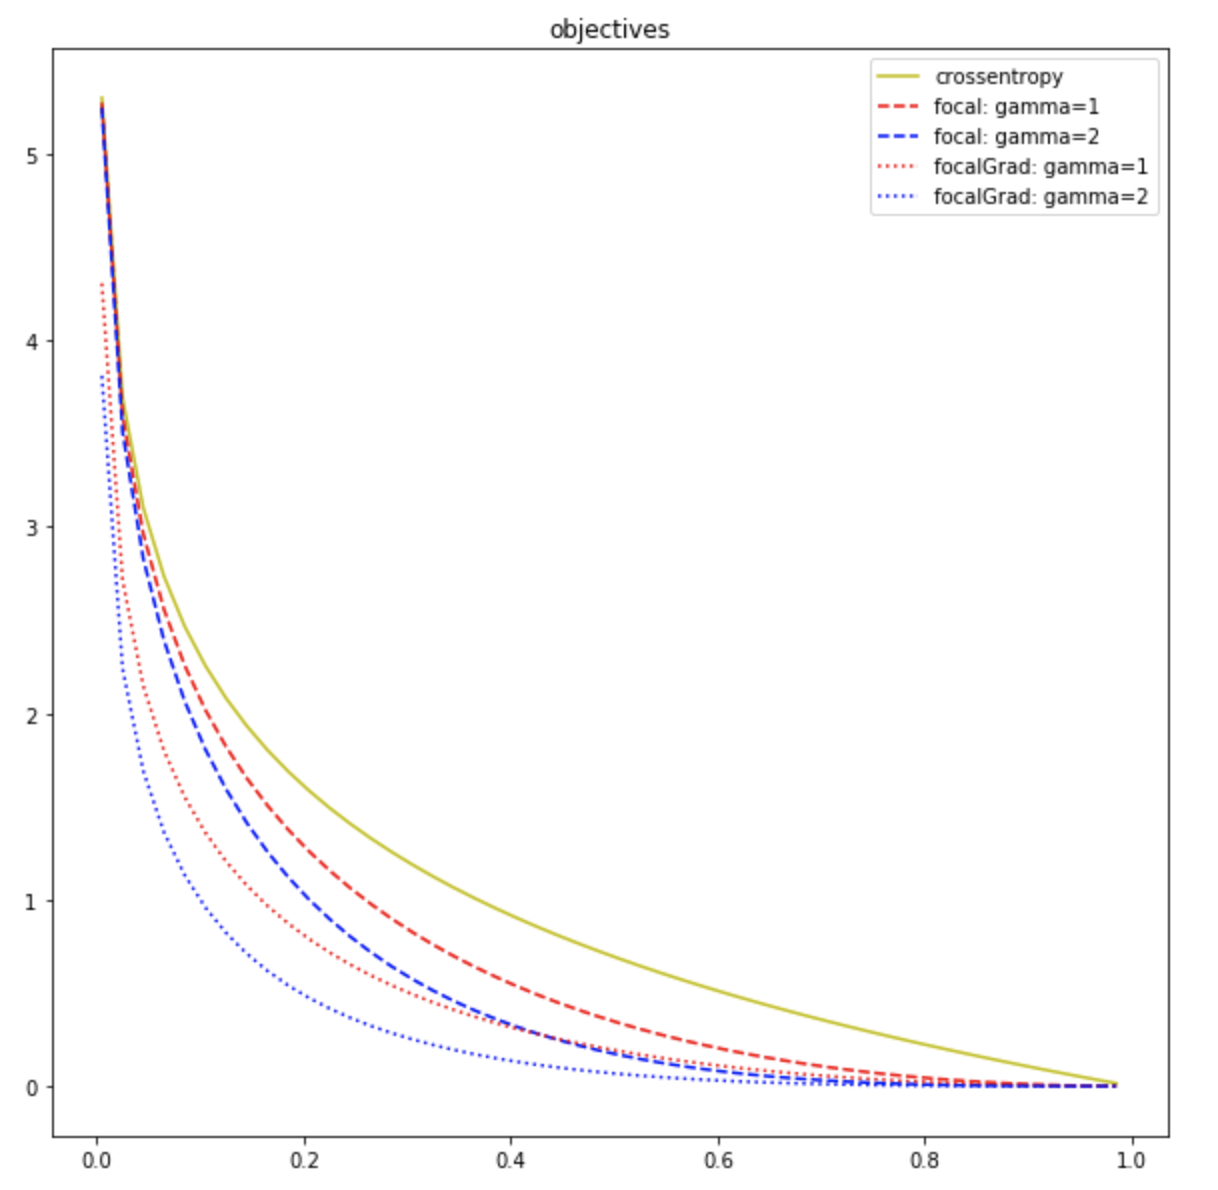 objectives
crossentropy
focal: gamma=1
focal: gamma=2
focalGrad: gamma=1
focalGrad: gamma=2
5
4
3
2
1
0
0.0 0.2 0.4 0.6 0.8 1.0